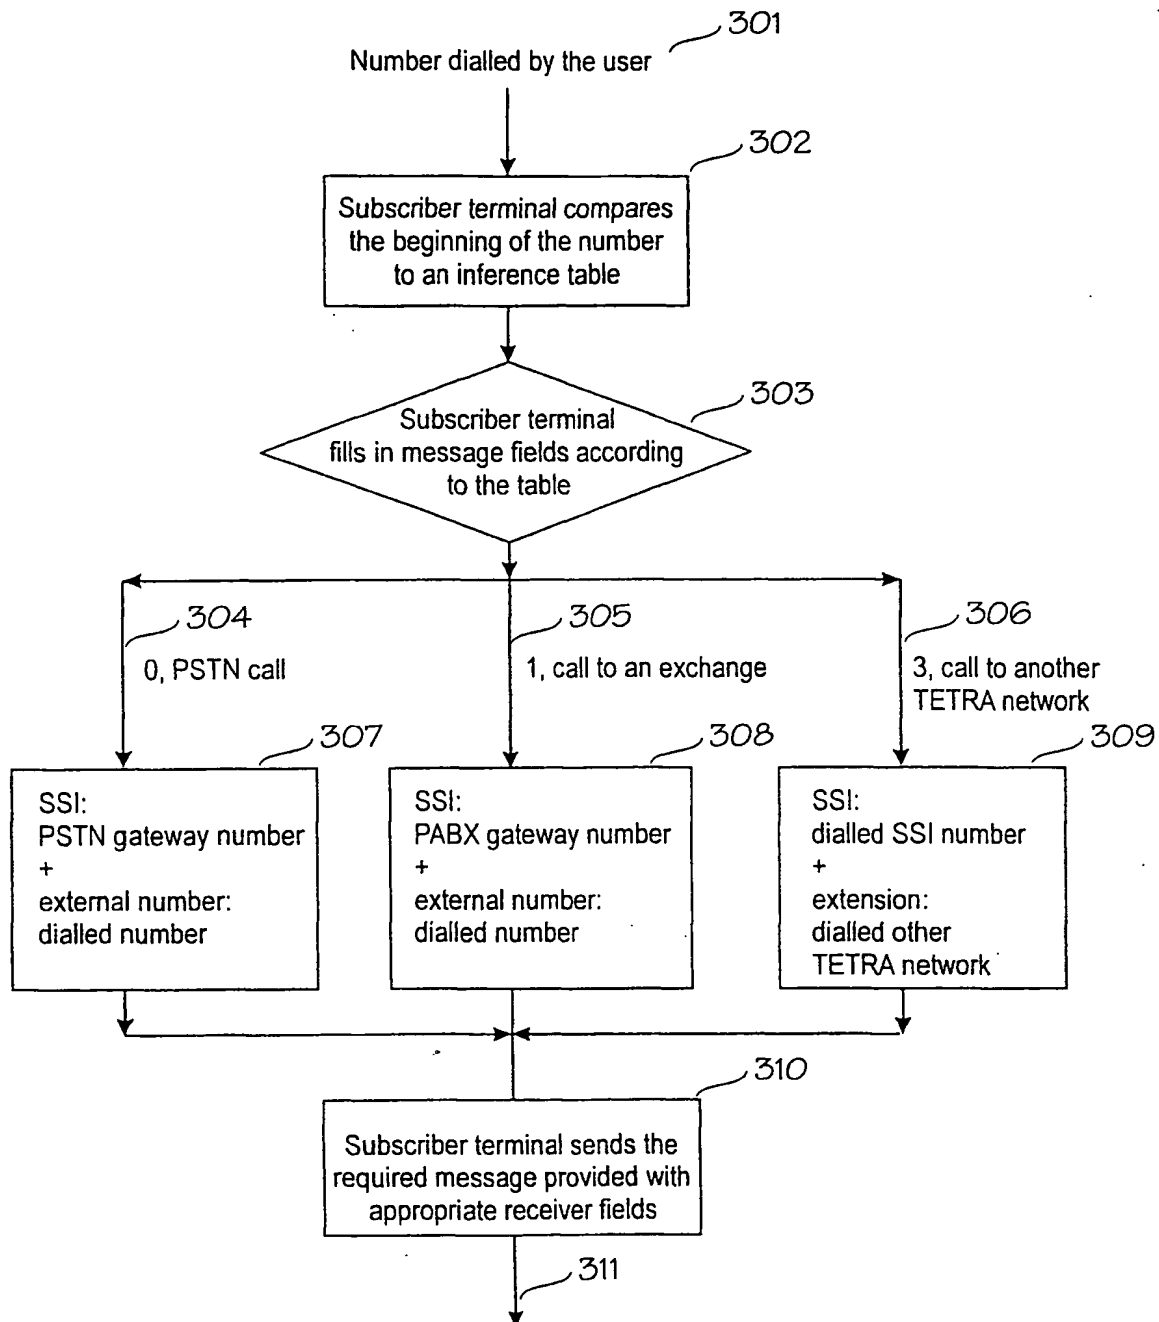 301
Number dialled by the user
302
Subscriber terminal compares
the beginning of the number
to an inference table
303
Subscriber terminal
fills in message fields according
to the table
304
0, PSTN call
305
1, call to an exchange
306
3, call to another
TETRA network
307
SSI:
PSTN gateway number
+
external number:
dialled number
308
SSI:
PABX gateway number
+
external number:
dialled number
309
SSI:
dialled SSI number
+
extension:
dialled other
TETRA network
310
Subscriber terminal sends the
required message provided with
appropriate receiver fields
311